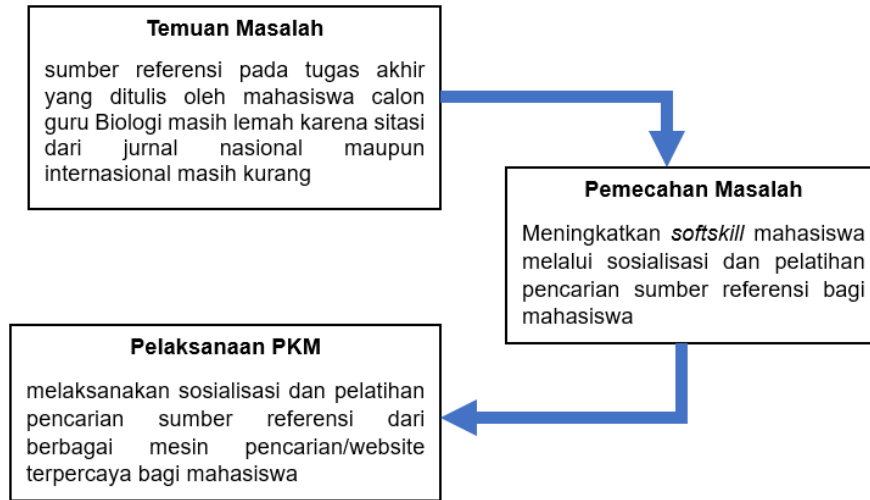 Temuan Masalah
sumber referensi pada tugas akhir
yang ditulis oleh mahasiswa calon
guru Biologi masih lemah karena sitasi
dari jurnal nasional maupun
internasional masih kurang
Pemecahan Masalah
Meningkatkan softskill mahasiswa
melalui sosialisasi dan pelatihan
pencarian sumber referensi bagi
mahasiswa
Pelaksanaan PKM
melaksanakan sosialisasi dan pelatihan
pencarian sumber referensi dari
berbagai mesin pencarian/website
terpercaya bagi mahasiswa